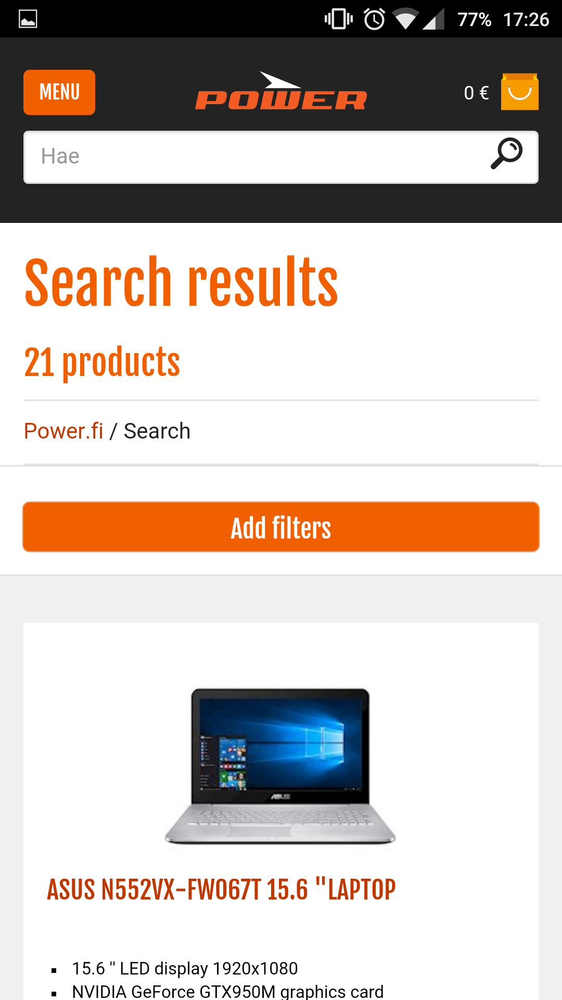 77% 17:26
MENU
POWER
0 €
Hae
Search results
21 products
Power.fi / Search
Add filters
ASUS
ASUS N552VX-FW067T 15.6 "LAPTOP
15.6 " LED display 1920x1080
NVIDIA GeForce GTX950M graphics card